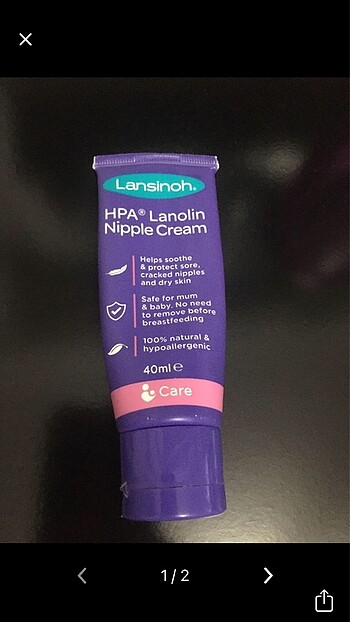 Lansinoh®
HPA® Lanolin
Nipple Cream
Helps soothe
& protect sore,
cracked nipples
and dry skin
Safe for mum
& baby. No need
to remove before
breastfeeding
100% natural &
hypoallergenic
40ml ℮
Care
1/2